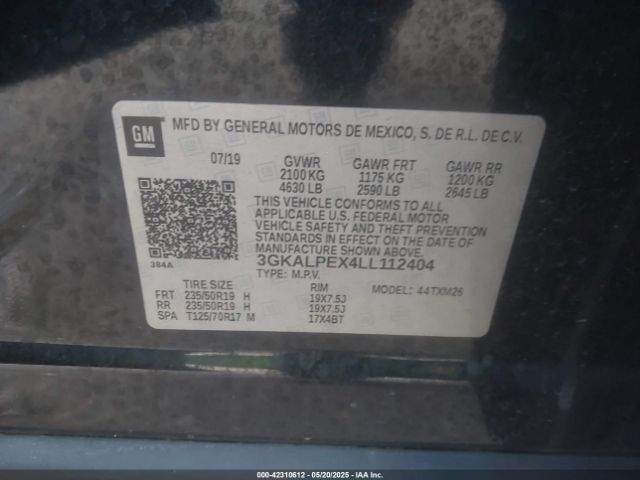 GM
MFD BY GENERAL MOTORS DE MEXICO, S. DE R.L. DE C.V.
07/19 GVWR GAWR FRT GAWR RR
2100 KG 1175 KG 1200 KG
4630 LB 2590 LB 2645 LB
THIS VEHICLE CONFORMS TO ALL
APPLICABLE U.S. FEDERAL MOTOR
VEHICLE SAFETY AND THEFT PREVENTION
STANDARDS IN EFFECT ON THE DATE OF
MANUFACTURE SHOWN ABOVE.
384A
3GKALPEX4LL112404
TYPE: M.P.V. MODEL: 44TXM26
TIRE SIZE RIM
FRT 235/50R19 H 19X7.5J
RR 235/50R19 H 19X7.5J
SPA T125/70R17 M 17X4BT
000-42310612 - 05/20/2025 - IAA Inc.